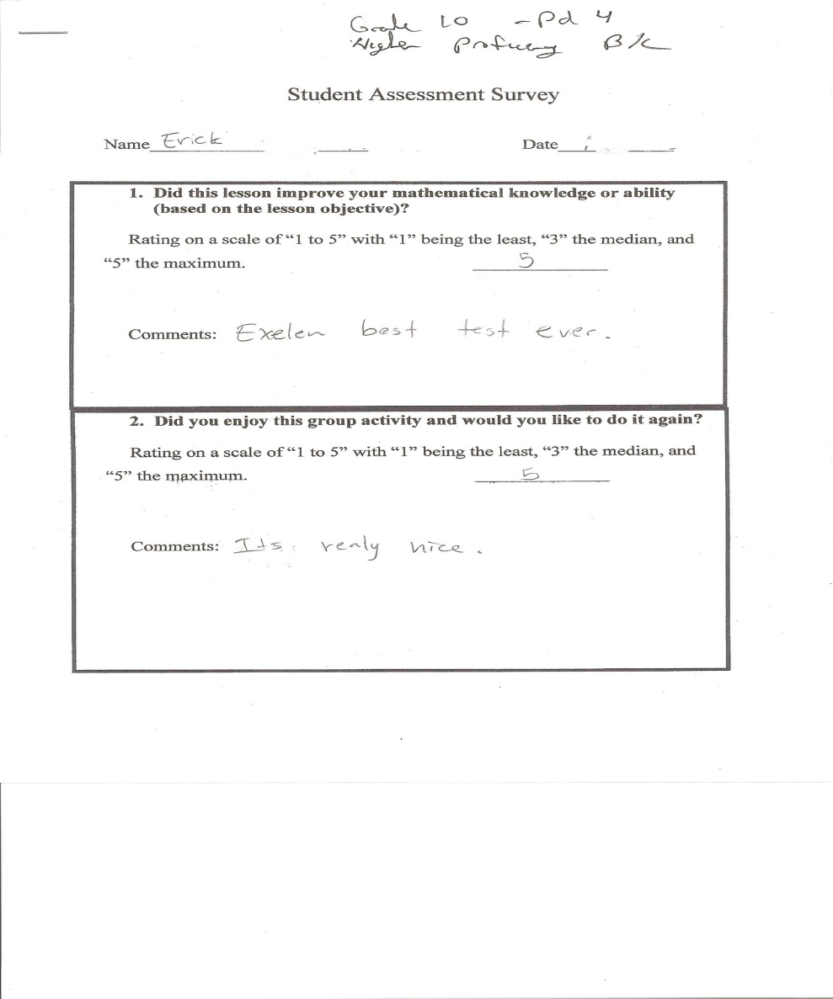 Grade 10 - Pd 4
Higher Proficiency B/C
Student Assessment Survey
Name Erick Date
1. Did this lesson improve your mathematical knowledge or ability
(based on the lesson objective)?
Rating on a scale of “1 to 5” with “1” being the least, “3” the median, and
“5” the maximum. 5
Comments: Exelen best test ever.
2. Did you enjoy this group activity and would you like to do it again?
Rating on a scale of “1 to 5” with “1” being the least, “3” the median, and
“5” the maximum. 5
Comments: Its realy nice.